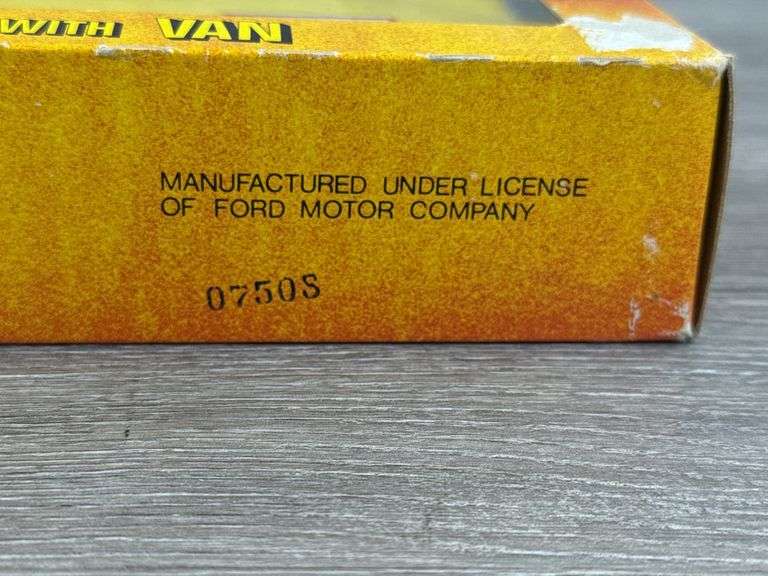 WITH VAN
MANUFACTURED UNDER LICENSE
OF FORD MOTOR COMPANY
0750S